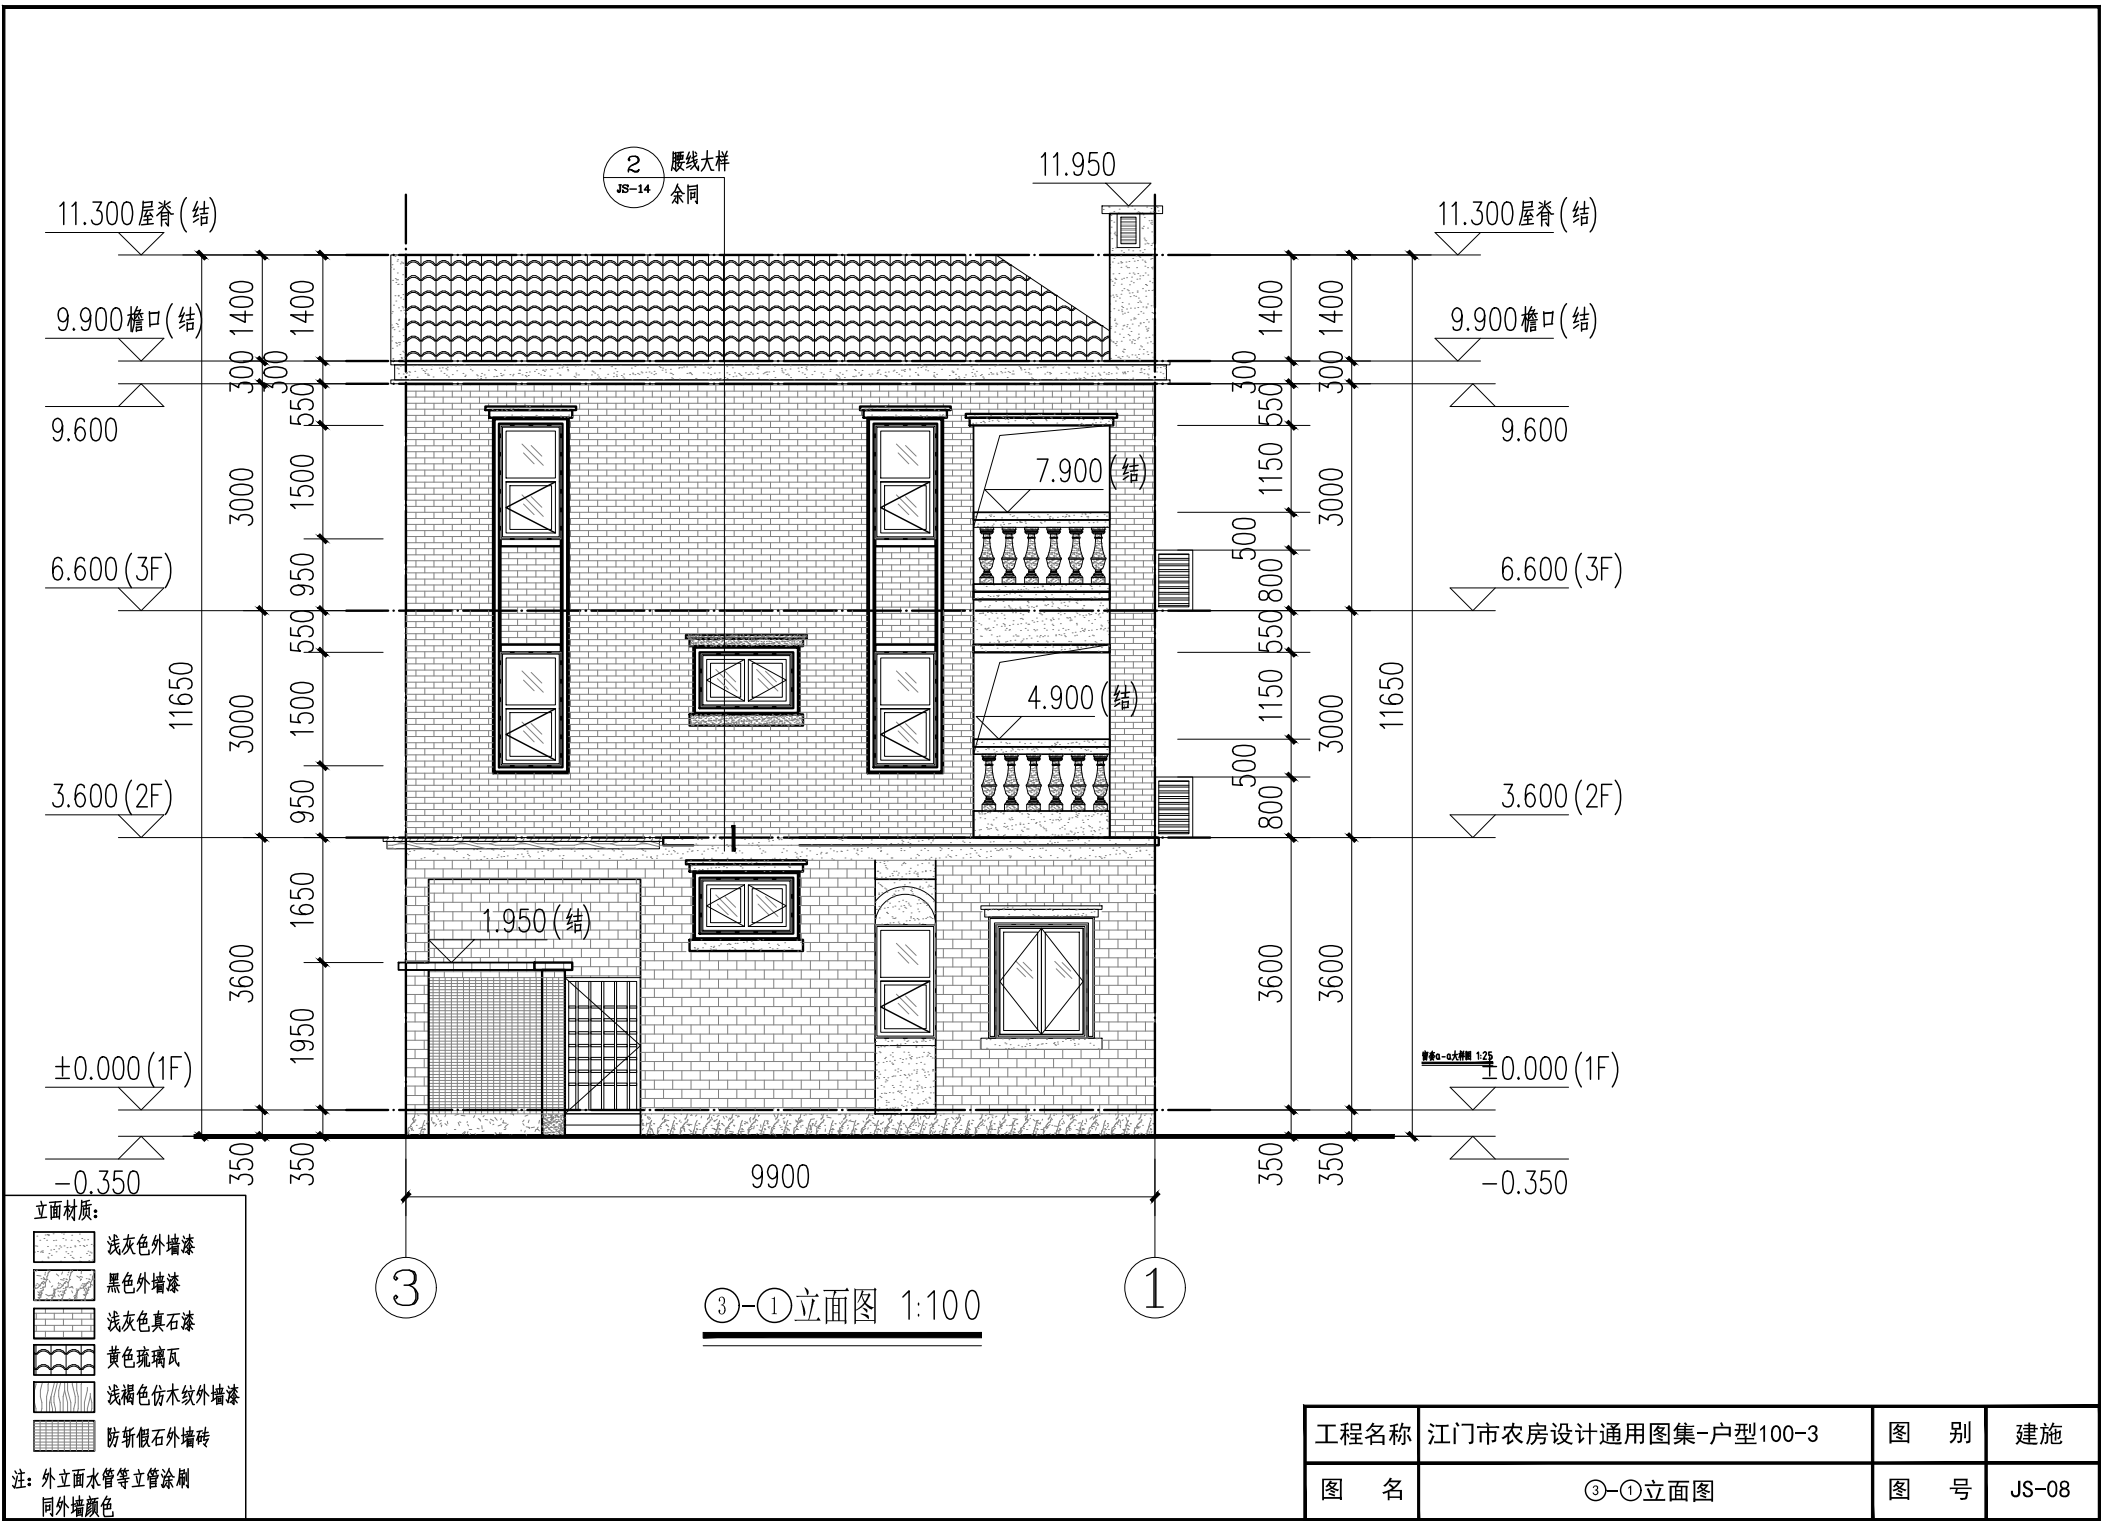 2
JS-14
腰线大样
余同
11.950
11.300屋脊(结)
11.300屋脊(结)
9.900檐口(结)
9.900檐口(结)
9.600
9.600
6.600(3F)
6.600(3F)
3.600(2F)
3.600(2F)
±0.000(1F)
±0.000(1F)
-0.350
-0.350
11650
1400
300
3000
3000
3600
350
1400
300
550
1500
950
550
1500
950
1650
1950
350
7.900(结)
4.900(结)
1.950(结)
1400
300
550
1150
500
800
550
1150
500
800
3600
350
1400
300
3000
3000
3600
350
11650
窗套a-a大样图 1:25
9900
3
1
③-①立面图 1:100
立面材质:
浅灰色外墙漆
黑色外墙漆
浅灰色真石漆
黄色琉璃瓦
浅褐色仿木纹外墙漆
防斩假石外墙砖
注: 外立面水管等立管涂刷
同外墙颜色
工程名称 江门市农房设计通用图集-户型100-3 图 别 建施
图 名 ③-①立面图 图 号 JS-08